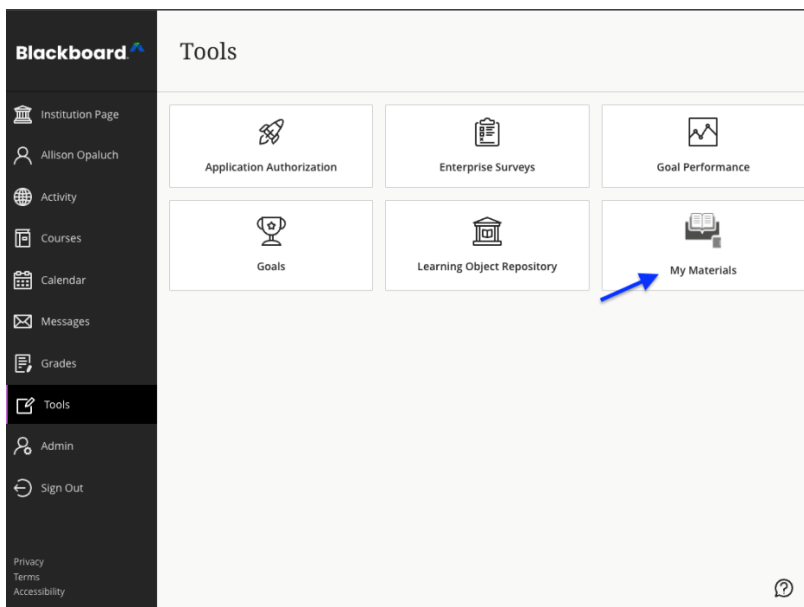 Blackboard
Tools
Institution Page
Allison Opaluch
Activity
Courses
Calendar
Messages
Grades
Tools
Admin
Sign Out
Privacy
Terms
Accessibility
Application Authorization
Enterprise Surveys
Goal Performance
Goals
Learning Object Repository
My Materials